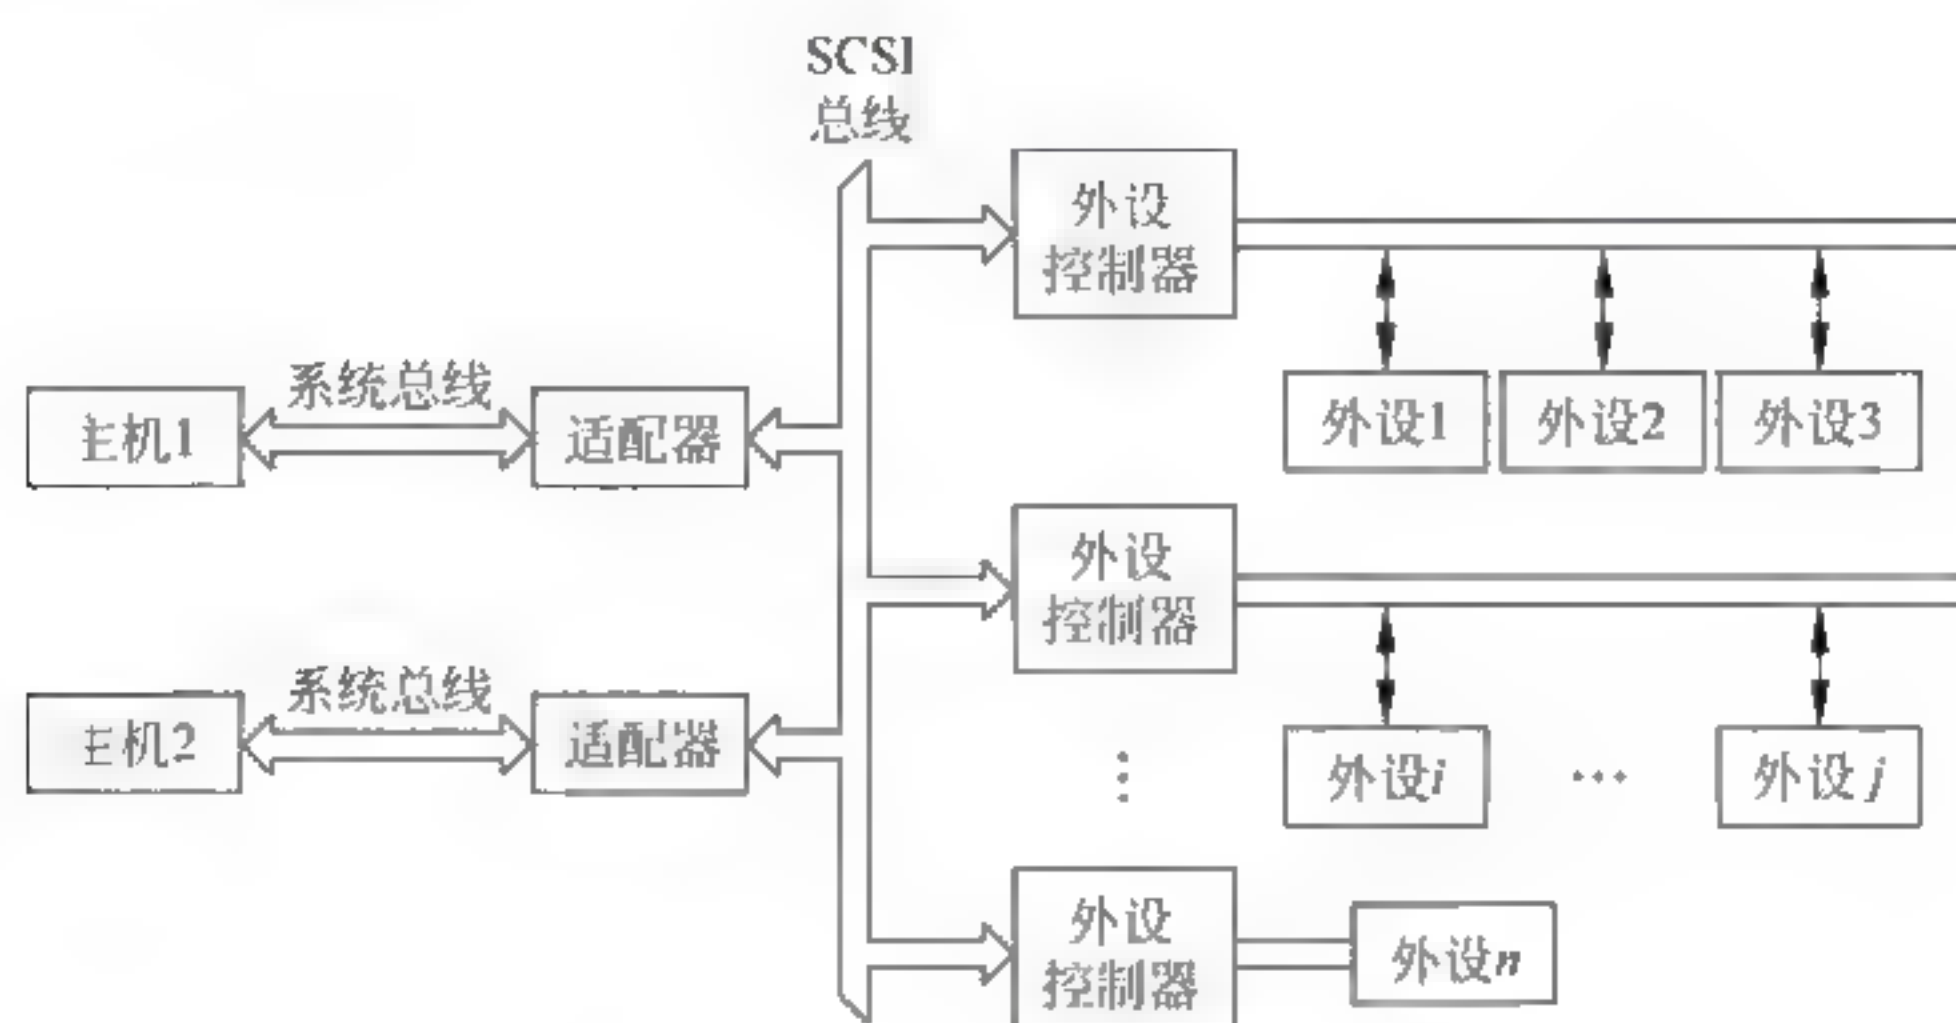 SCSI
总线
外设
控制器
系统总线
主机1
适配器
外设1
外设2
外设3
外设
控制器
系统总线
主机2
适配器
⋮
外设i
…
外设j
外设
控制器
外设n